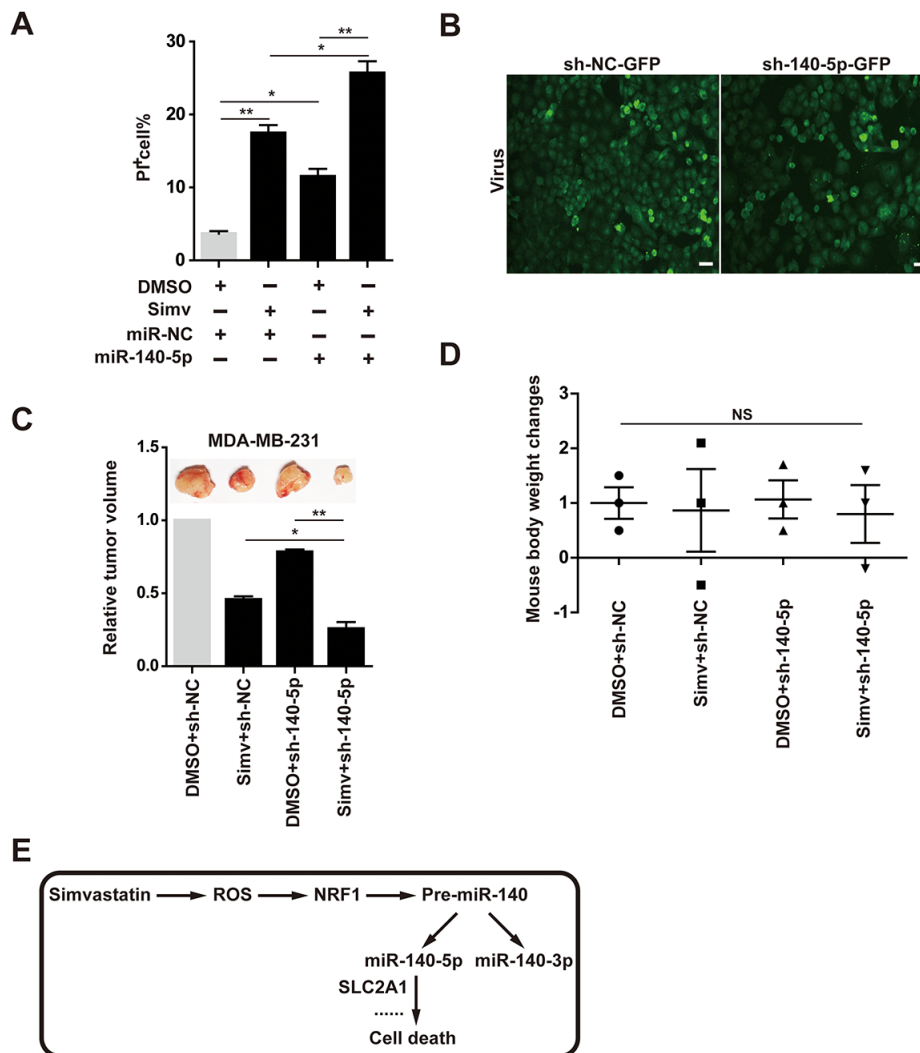 A
PI+cell%
30
20
10
0
** 
*
*
**
DMSO + − + −
Simv − + − +
miR-NC + + − −
miR-140-5p − − + +
B
sh-NC-GFP sh-140-5p-GFP
Virus
C
MDA-MB-231
Relative tumor volume
1.5
1.0
0.5
0.0
**
*
DMSO+sh-NC
Simv+sh-NC
DMSO+sh-140-5p
Simv+sh-140-5p
D
Mouse body weight changes
3
2
1
0
-1
NS
DMSO+sh-NC
Simv+sh-NC
DMSO+sh-140-5p
Simv+sh-140-5p
E
Simvastatin ROS NRF1 Pre-miR-140
miR-140-5p miR-140-3p
SLC2A1
......
Cell death